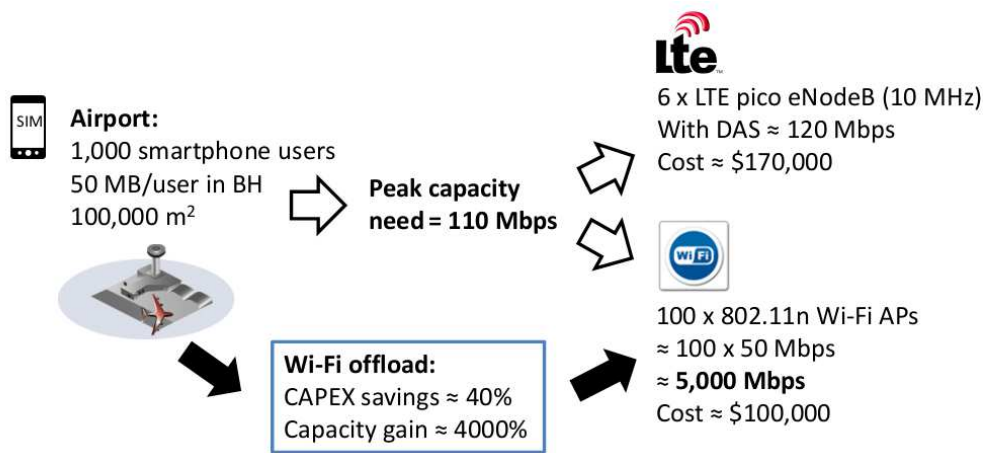 SIM
Airport:
1,000 smartphone users
50 MB/user in BH
100,000 m²
Peak capacity
need = 110 Mbps
Lte
6 x LTE pico eNodeB (10 MHz)
With DAS ≈ 120 Mbps
Cost ≈ $170,000
Wi Fi
100 x 802.11n Wi-Fi APs
≈ 100 x 50 Mbps
≈ 5,000 Mbps
Cost ≈ $100,000
Wi-Fi offload:
CAPEX savings ≈ 40%
Capacity gain ≈ 4000%